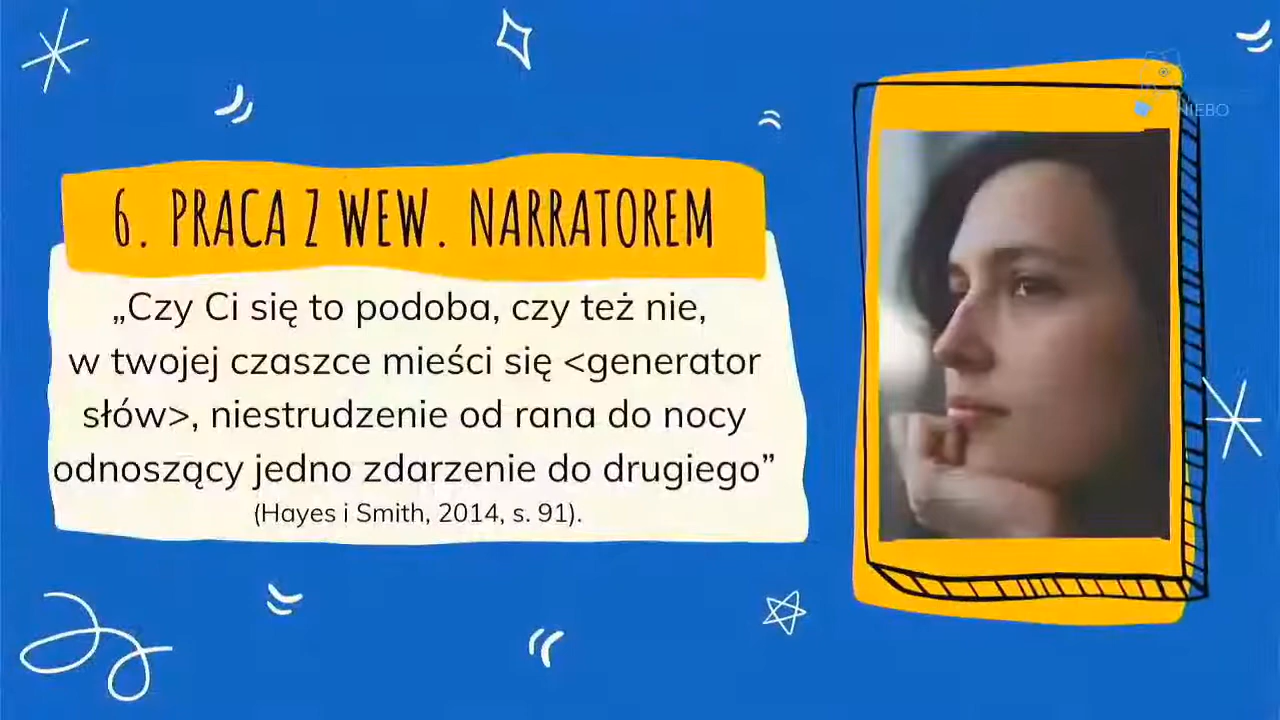 6. PRACA Z WEW. NARRATOREM
„Czy Ci się to podoba, czy też nie,
w twojej czaszce mieści się <generator
słów>, niestrudzenie od rana do nocy
odnoszący jedno zdarzenie do drugiego”
(Hayes i Smith, 2014, s. 91).
NIEBO